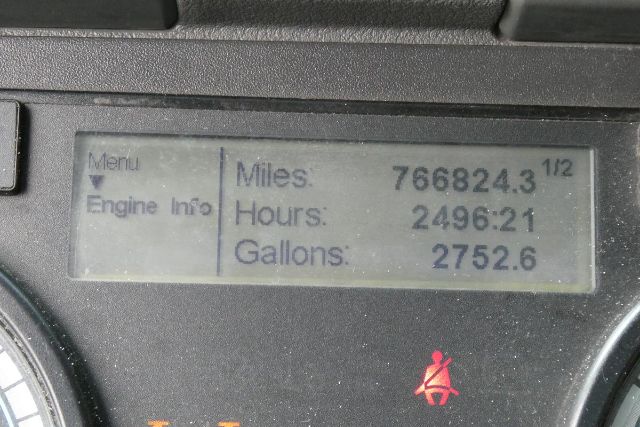 Menu
Engine Info
Miles: 766824.3 1/2
Hours: 2496:21
Gallons: 2752.6